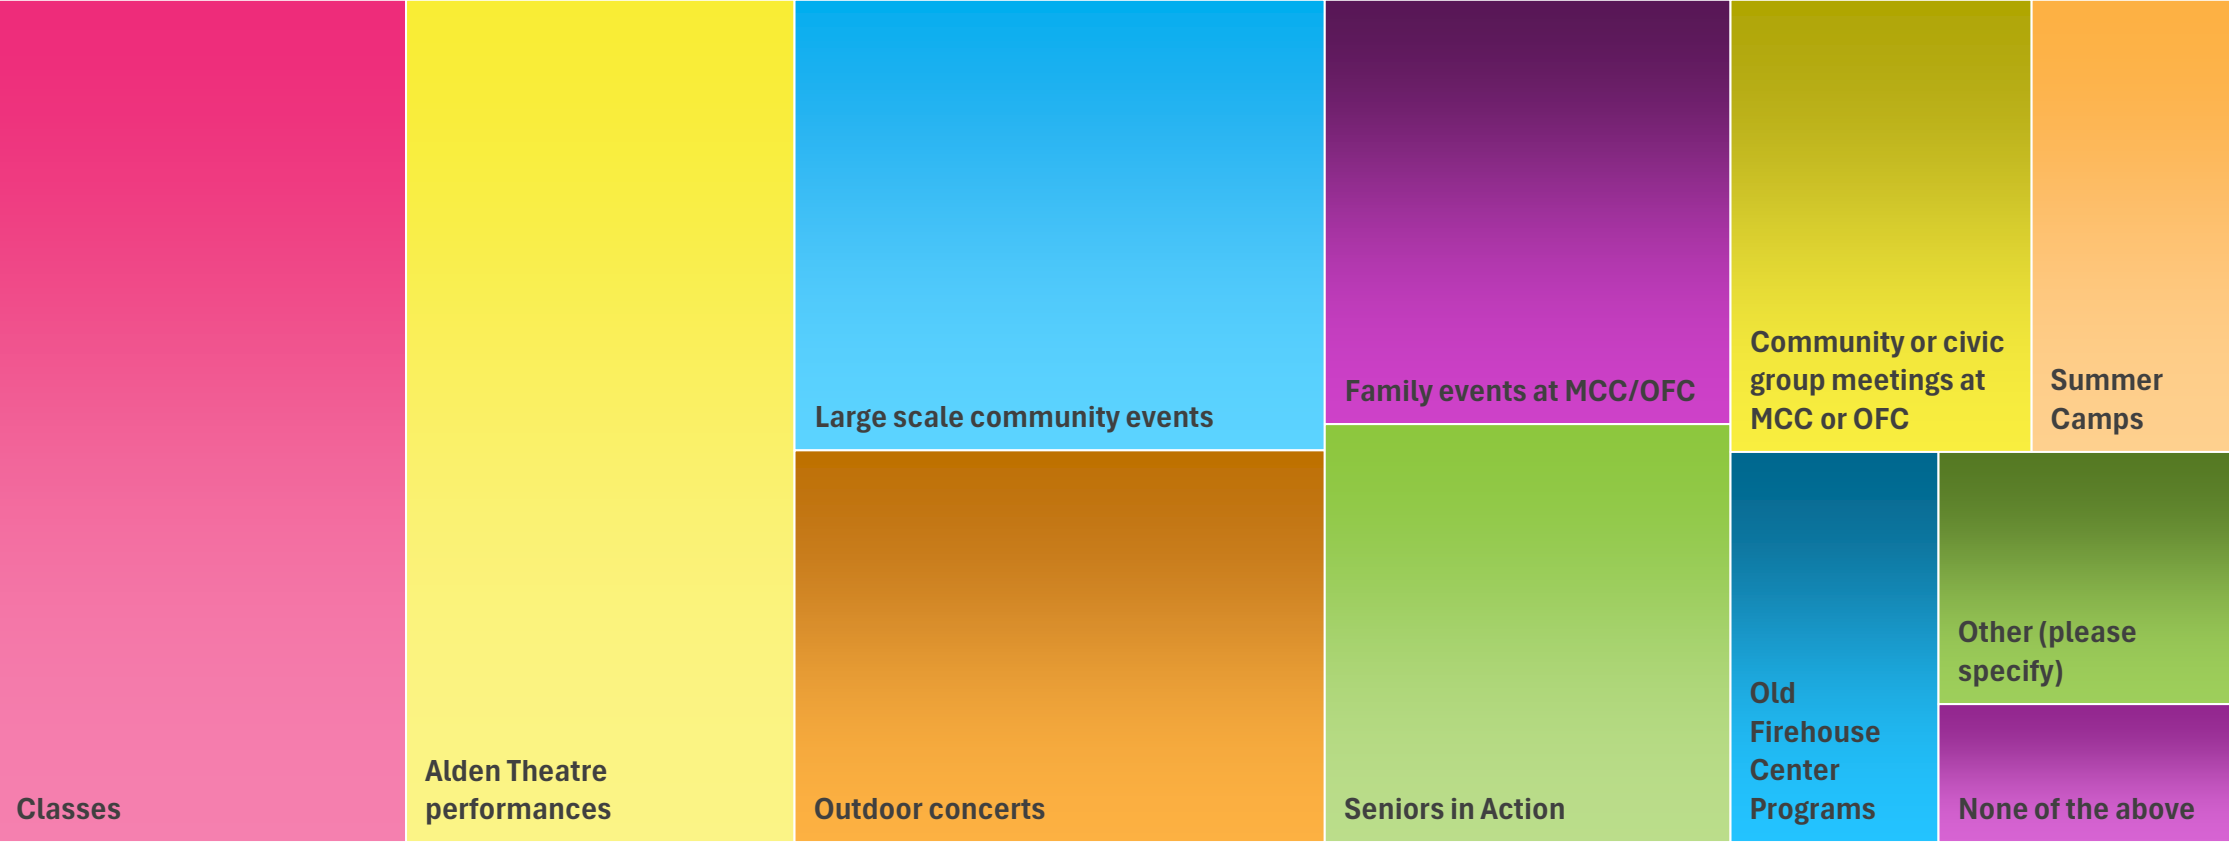 Classes
Alden Theatre
performances
Large scale community events
Outdoor concerts
Family events at MCC/OFC
Seniors in Action
Community or civic
group meetings at
MCC or OFC
Summer
Camps
Old
Firehouse
Center
Programs
Other (please
specify)
None of the above